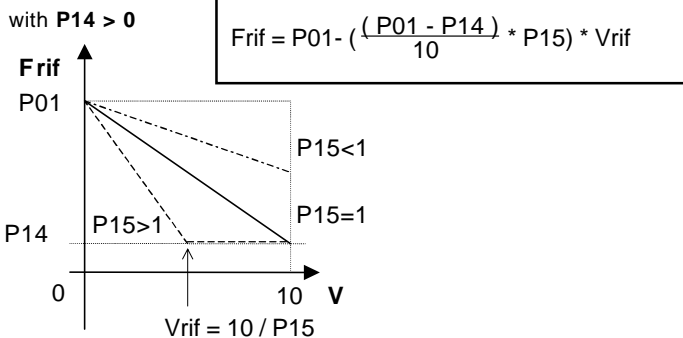 with P14 > 0
Frif = P01- ( ( P01 - P14 ) / 10 * P15) * Vrif
Frif
P01
P15<1
P15>1
P15=1
P14
0
10
V
Vrif = 10 / P15